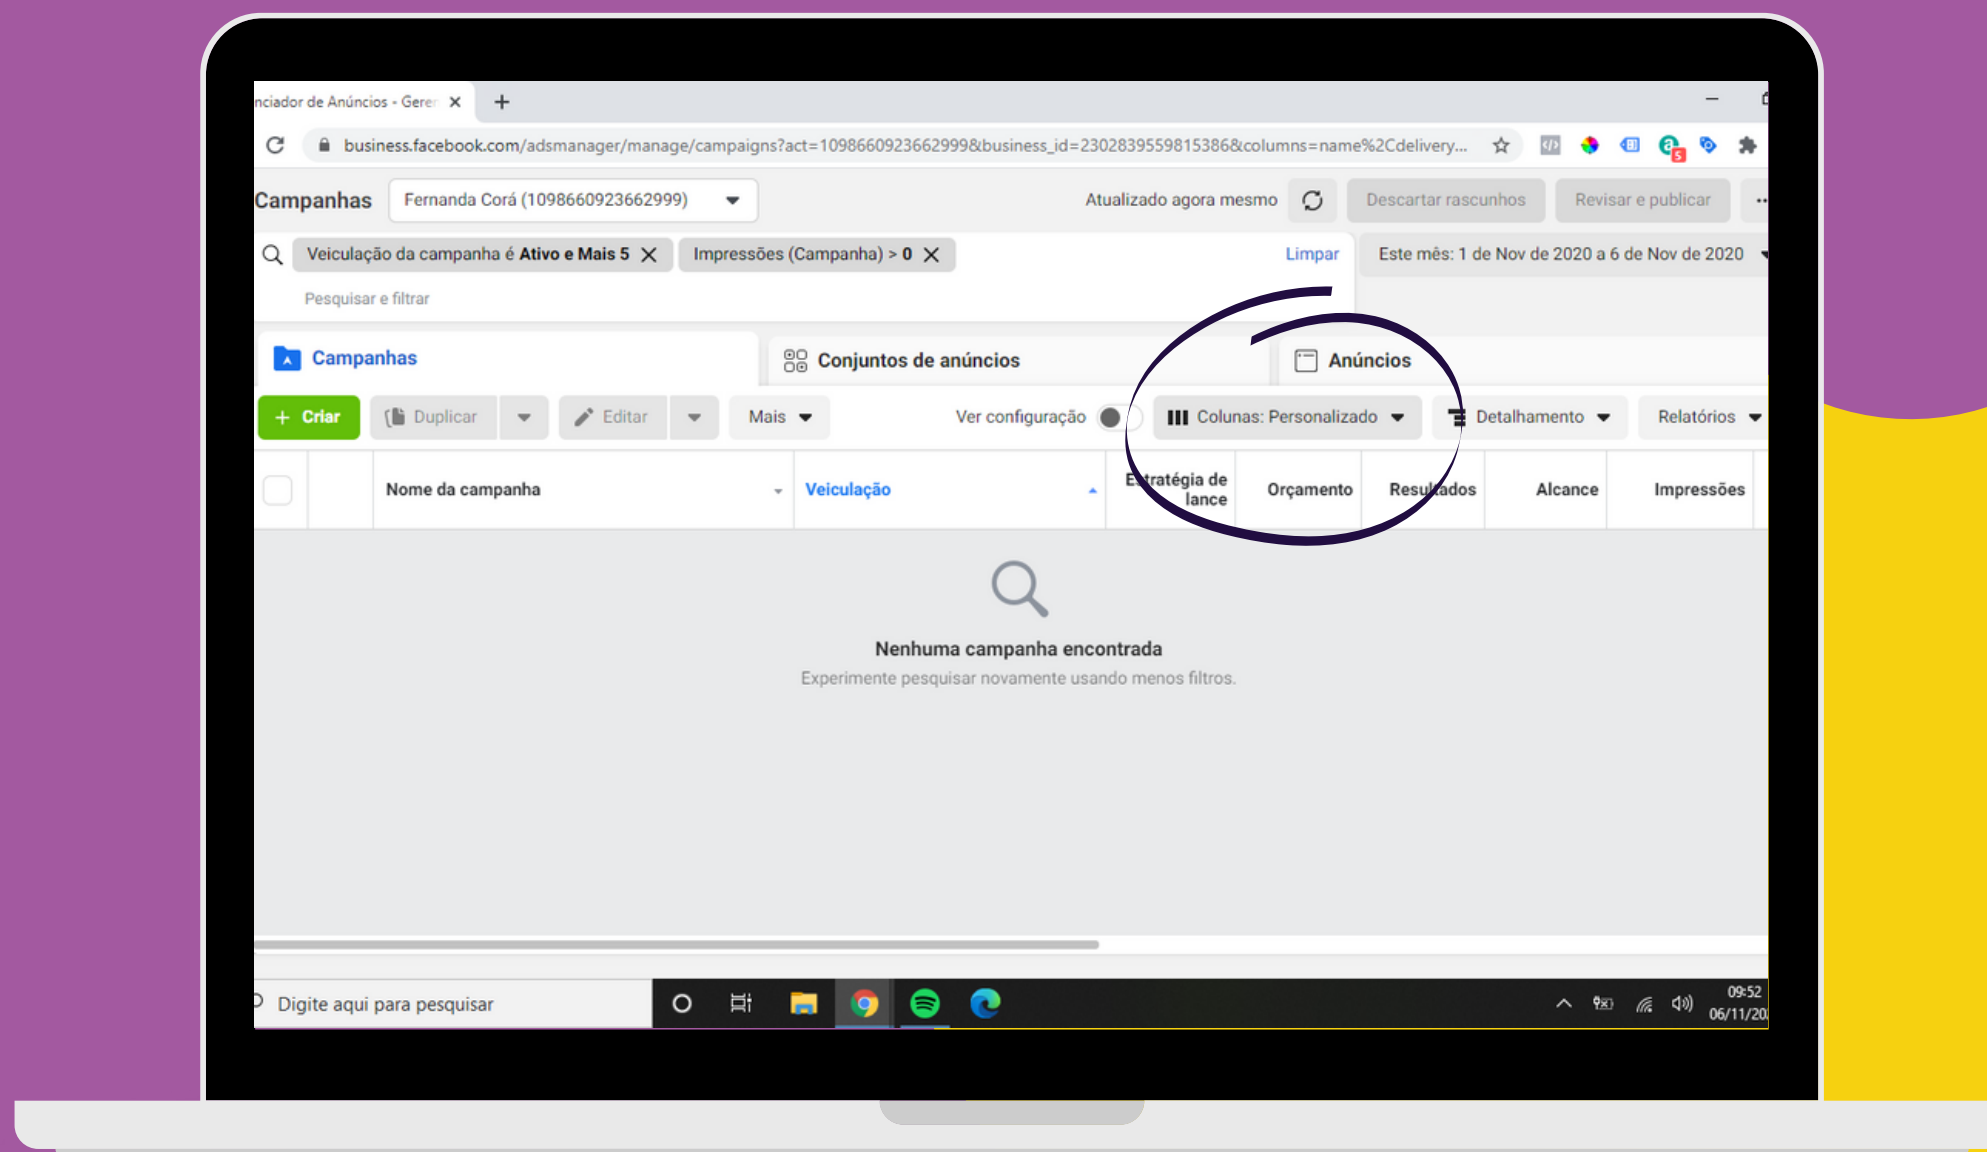 nciador de Anúncios - Geren
business.facebook.com/adsmanager/manage/campaigns?act=1098660923662999&business_id=2302839559815386&columns=name%2Cdelivery...
5
Campanhas
Fernanda Corá (1098660923662999)
Atualizado agora mesmo
Descartar rascunhos
Revisar e publicar
Veiculação da campanha é Ativo e Mais 5
Impressões (Campanha) > 0
Limpar
Este mês: 1 de Nov de 2020 a 6 de Nov de 2020
Pesquisar e filtrar
Campanhas
Conjuntos de anúncios
Anúncios
+ Criar
Duplicar
Editar
Mais
Ver configuração
Colunas: Personalizado
Detalhamento
Relatórios
Nome da campanha
Veiculação
Estratégia de
lance
Orçamento
Resultados
Alcance
Impressões
Nenhuma campanha encontrada
Experimente pesquisar novamente usando menos filtros.
Digite aqui para pesquisar
09:52
06/11/20